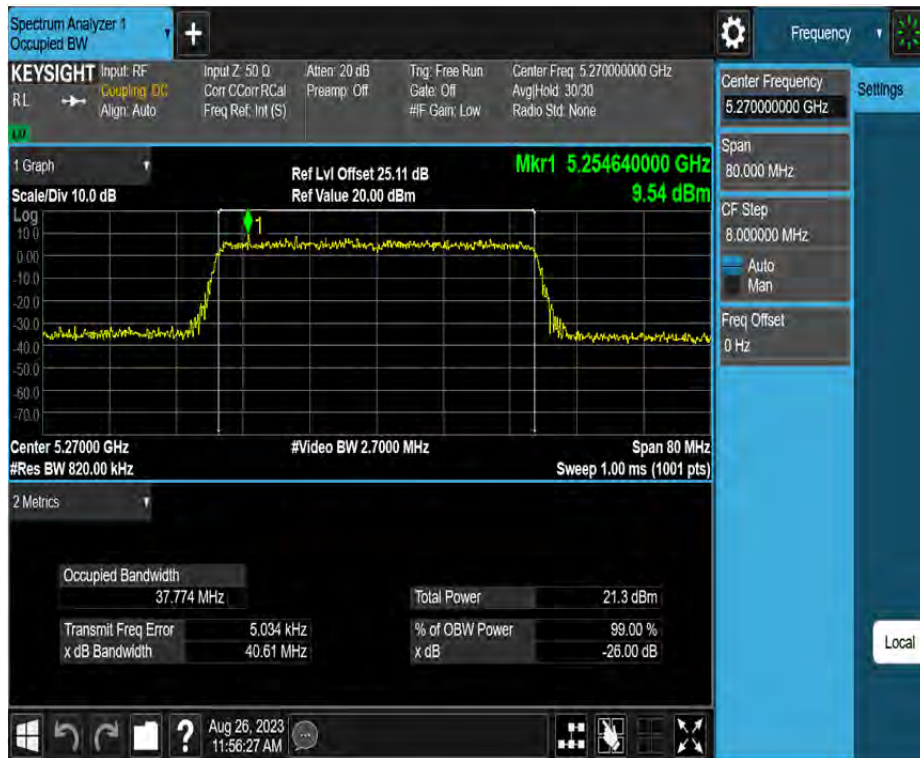 Spectrum Analyzer 1
Occupied BW
+
Frequency
KEYSIGHT
RL
Input: RF
Coupling: DC
Align: Auto
Input Z: 50 Ω
Corr CCorr RCal
Freq Ref: Int (S)
Atten: 20 dB
Preamp: Off
Trig: Free Run
Gate: Off
#IF Gain: Low
Center Freq: 5.270000000 GHz
Avg|Hold: 30/30
Radio Std: None
Center Frequency
5.270000000 GHz
Settings
Span
80.000 MHz
CF Step
8.000000 MHz
Auto
Man
Freq Offset
0 Hz
1 Graph
Scale/Div 10.0 dB
Ref Lvl Offset 25.11 dB
Ref Value 20.00 dBm
Mkr1 5.254640000 GHz
9.54 dBm
Log
10.0
0.00
-10.0
-20.0
-30.0
-40.0
-50.0
-60.0
-70.0
1
Center 5.27000 GHz
#Video BW 2.7000 MHz
Span 80 MHz
#Res BW 820.00 kHz
Sweep 1.00 ms (1001 pts)
2 Metrics
Occupied Bandwidth
37.774 MHz
Total Power
21.3 dBm
Transmit Freq Error
5.034 kHz
% of OBW Power
99.00 %
x dB Bandwidth
40.61 MHz
x dB
-26.00 dB
Local
?
Aug 26, 2023
11:56:27 AM